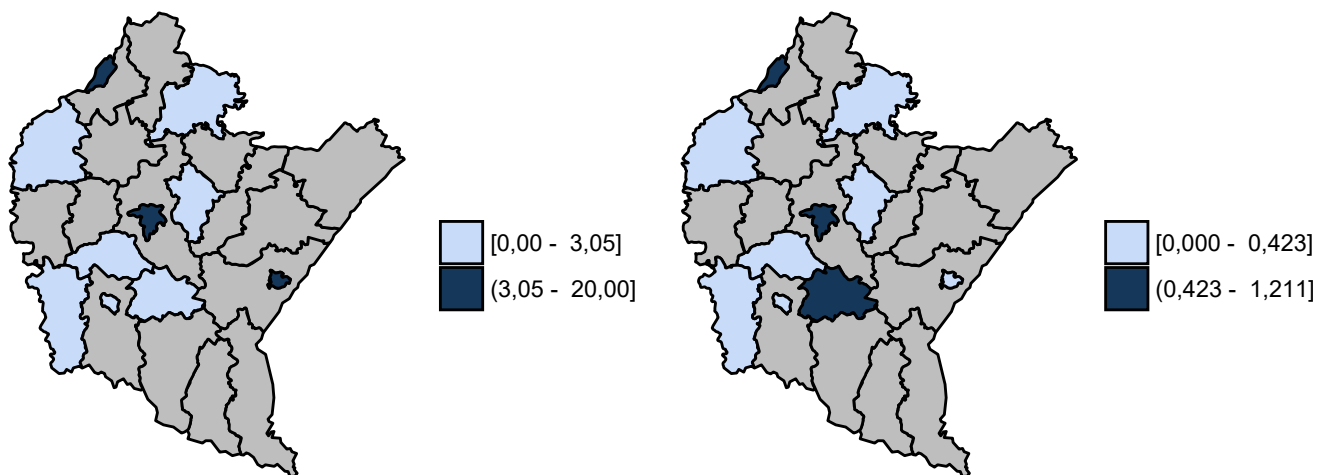 [0,00 - 3,05]
(3,05 - 20,00]
[0,000 - 0,423]
(0,423 - 1,211]